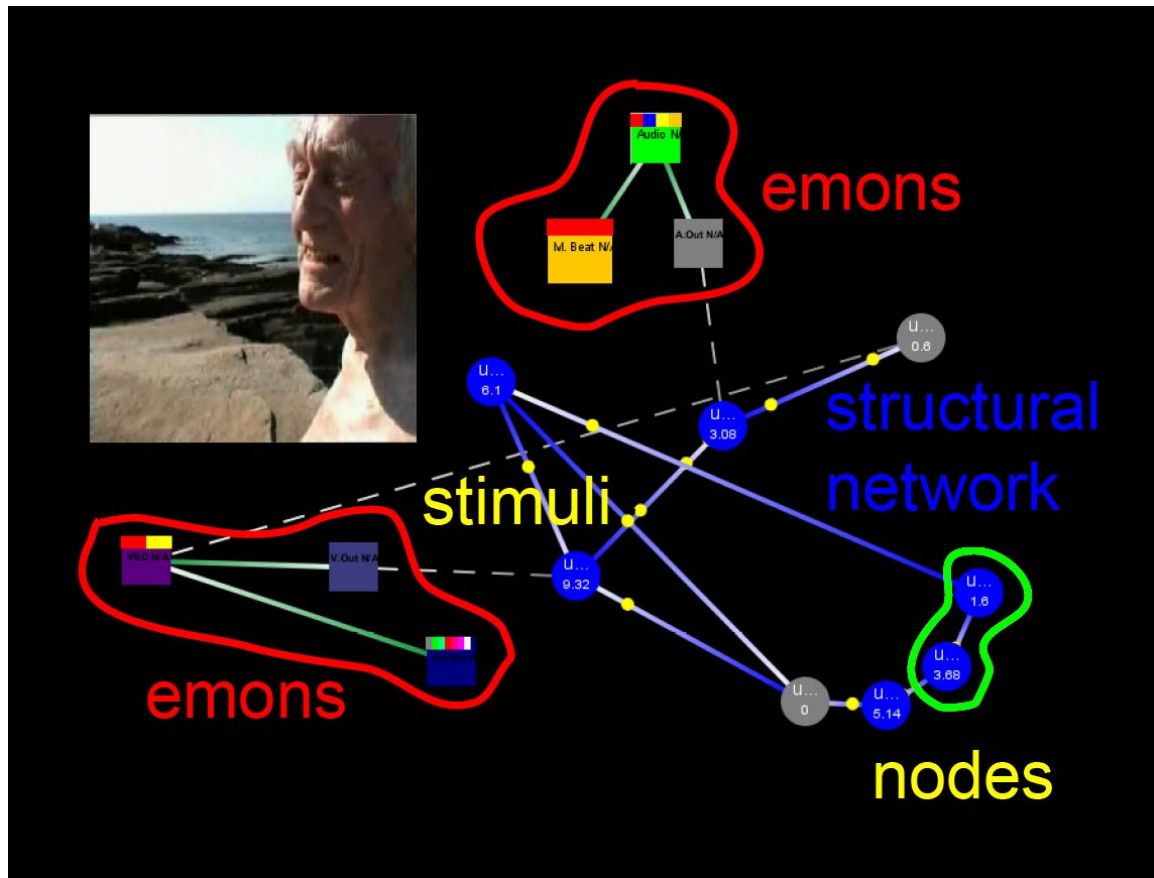 Audio N/
emons
M. Beat N/
A.Out N/A
u...
0.6
u...
6.1
u...
3.08
structural
network
stimuli
VSD N/A
V.Out N/A
u...
9.32
u...
1.6
u...
3.68
emons
u...
0
u...
5.14
nodes